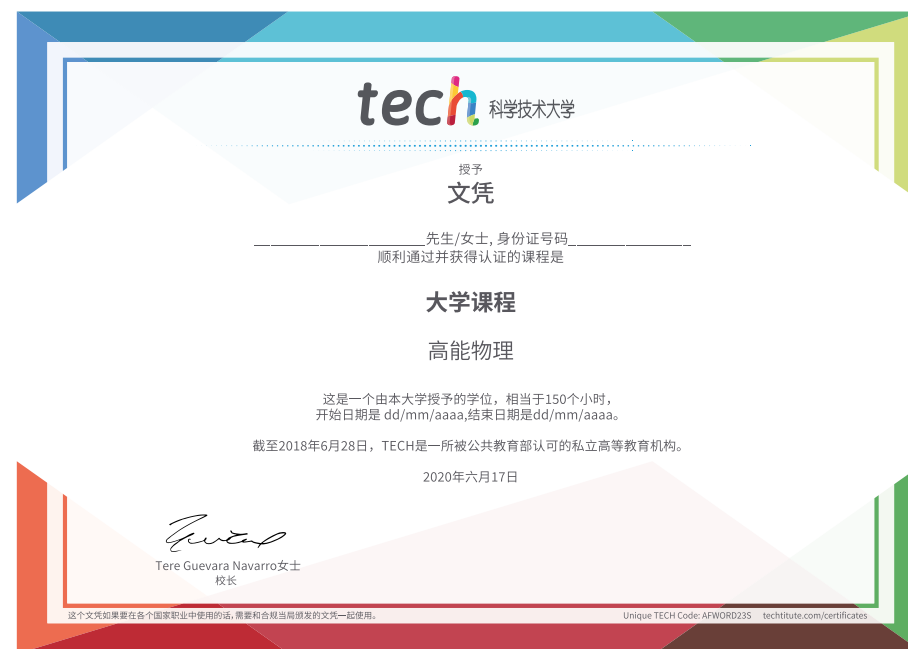 tech 科学技术大学
授予
文凭
______________________先生/女士, 身份证号码________________
顺利通过并获得认证的课程是
大学课程
高能物理
这是一个由本大学授予的学位，相当于150个小时，
开始日期是 dd/mm/aaaa,结束日期是dd/mm/aaaa。
截至2018年6月28日，TECH是一所被公共教育部认可的私立高等教育机构。
2020年六月17日
Tere Guevara Navarro女士
校长
这个文凭如果要在各个国家职业中使用的话,需要和合规当局颁发的文凭一起使用。
Unique TECH Code: AFWORD23S techtitute.com/certificates